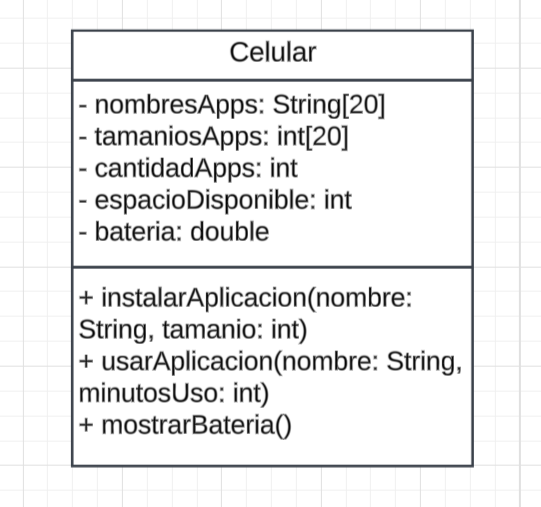 Celular
- nombresApps: String[20]
- tamaniosApps: int[20]
- cantidadApps: int
- espacioDisponible: int
- bateria: double
+ instalarAplicacion(nombre:
String, tamanio: int)
+ usarAplicacion(nombre: String,
minutosUso: int)
+ mostrarBateria()